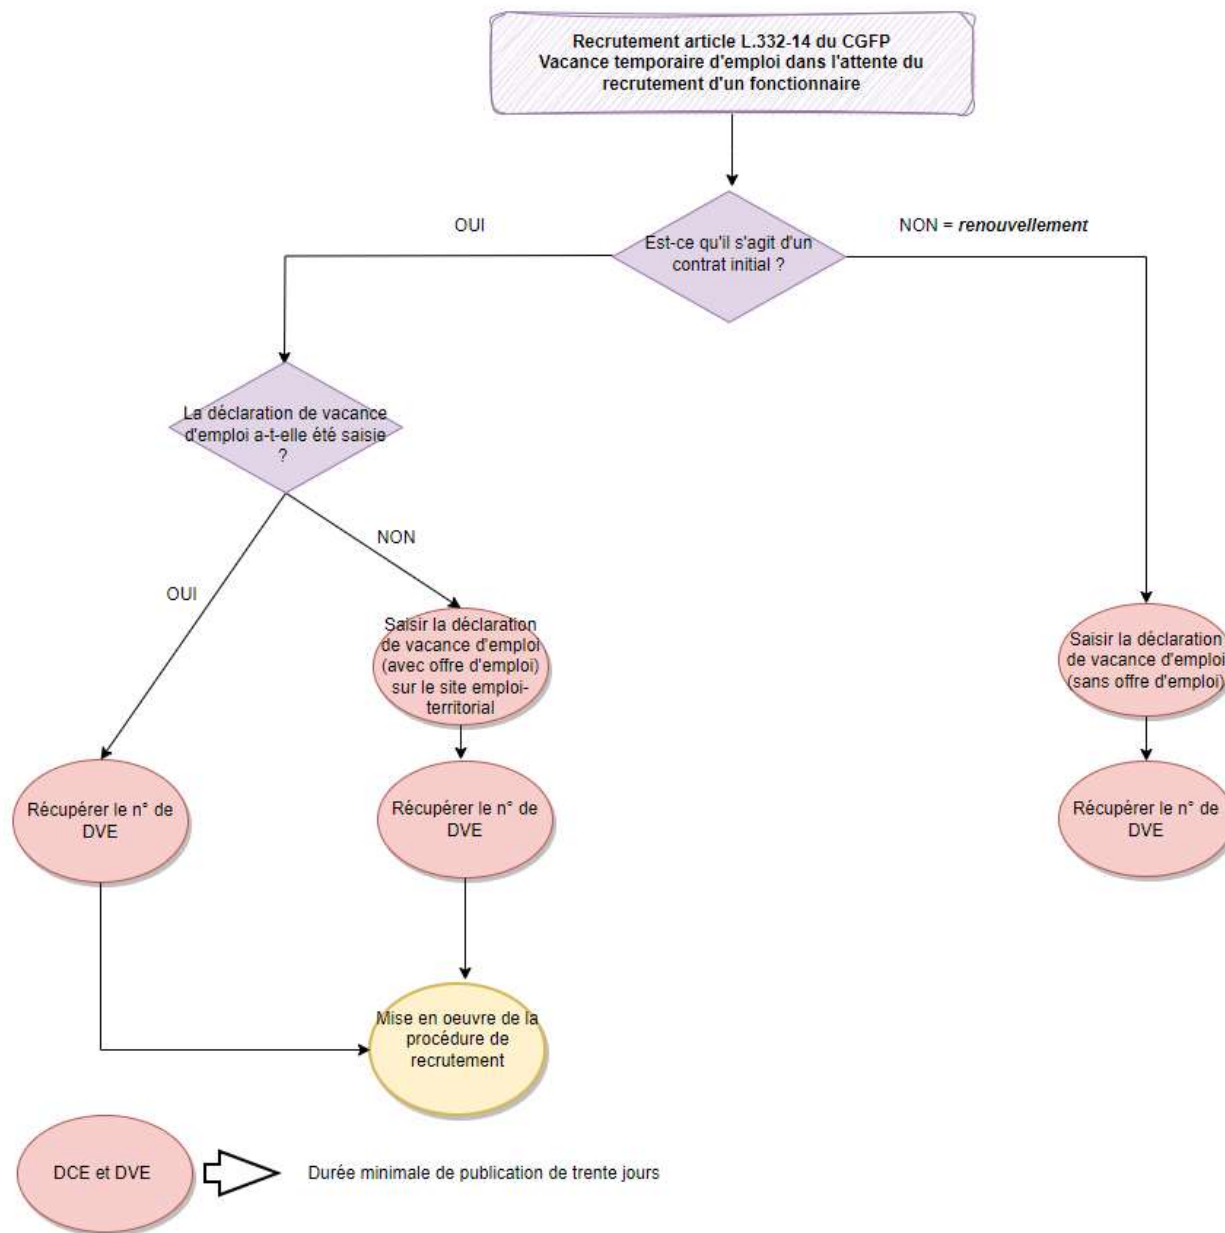 Recrutement article L.332-14 du CGFP
Vacance temporaire d'emploi dans l'attente du
recrutement d'un fonctionnaire
OUI
NON = renouvellement
Est-ce qu'il s'agit d'un
contrat initial ?
La déclaration de vacance
d'emploi a-t-elle été saisie
?
NON
OUI
Saisir la déclaration
de vacance d'emploi
(avec offre d'emploi)
sur le site emploi-
territorial
Saisir la déclaration
de vacance d'emploi
(sans offre d'emploi)
Récupérer le n° de
DVE
Récupérer le n° de
DVE
Récupérer le n° de
DVE
Mise en oeuvre de la
procédure de
recrutement
DCE et DVE
Durée minimale de publication de trente jours